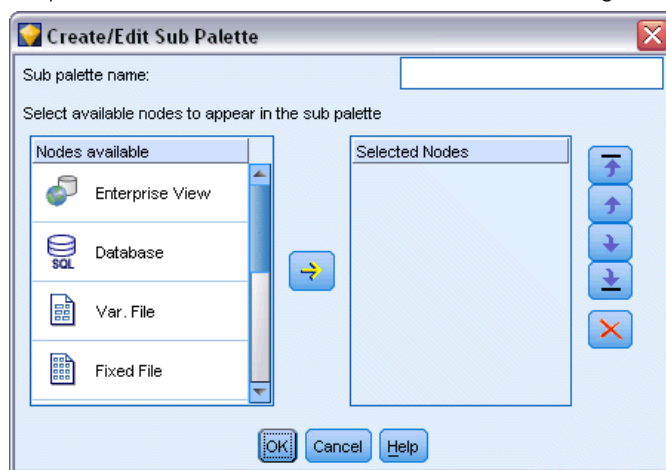 Create/Edit Sub Palette
Sub palette name:
Select available nodes to appear in the sub palette
Nodes available
Selected Nodes
Enterprise View
SQL
Database
Var. File
Fixed File
OK
Cancel
Help